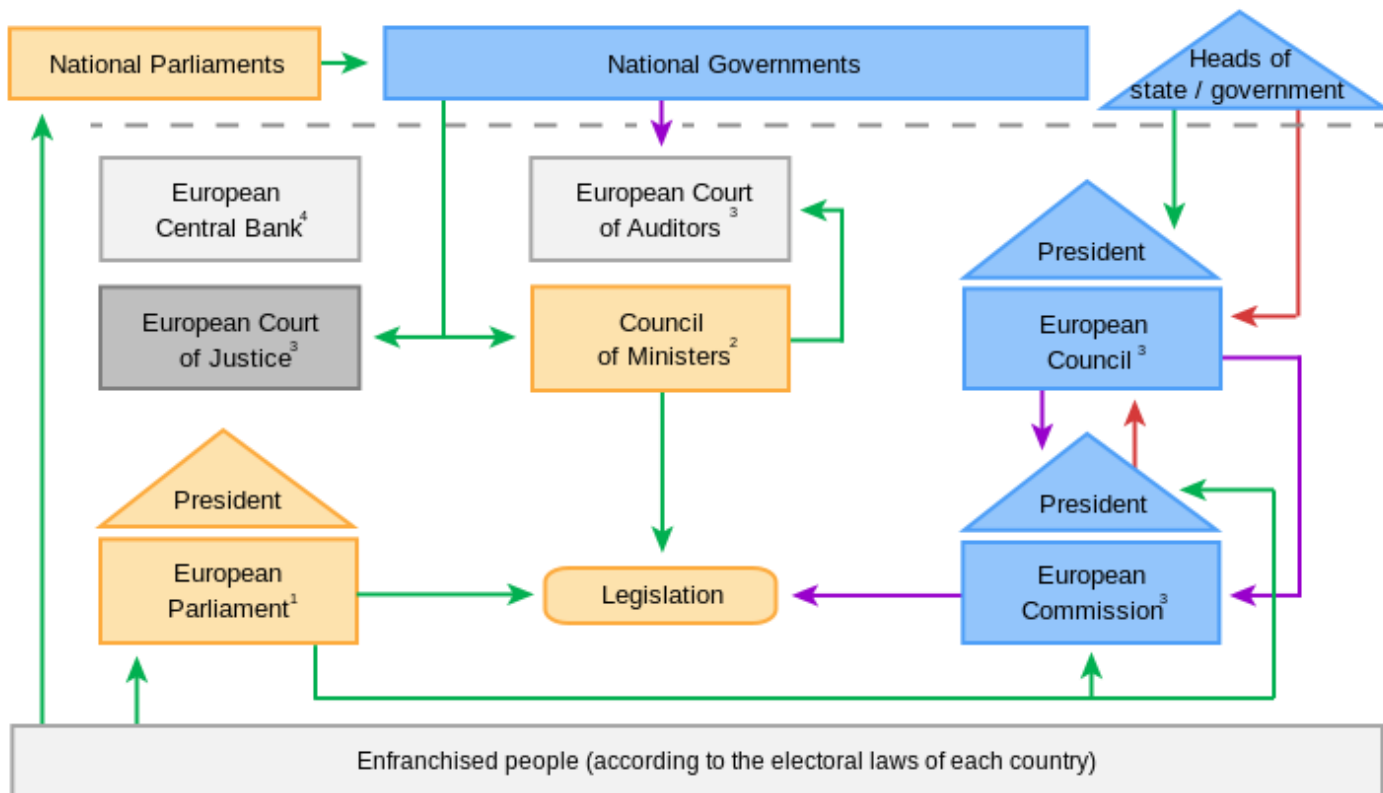 National Parliaments
National Governments
Heads of
state / government
European
Central Bank4
European Court
of Auditors 3
President
European Court
of Justice3
Council
of Ministers2
European
Council 3
President
President
European
Parliament1
Legislation
European
Commission3
Enfranchised people (according to the electoral laws of each country)